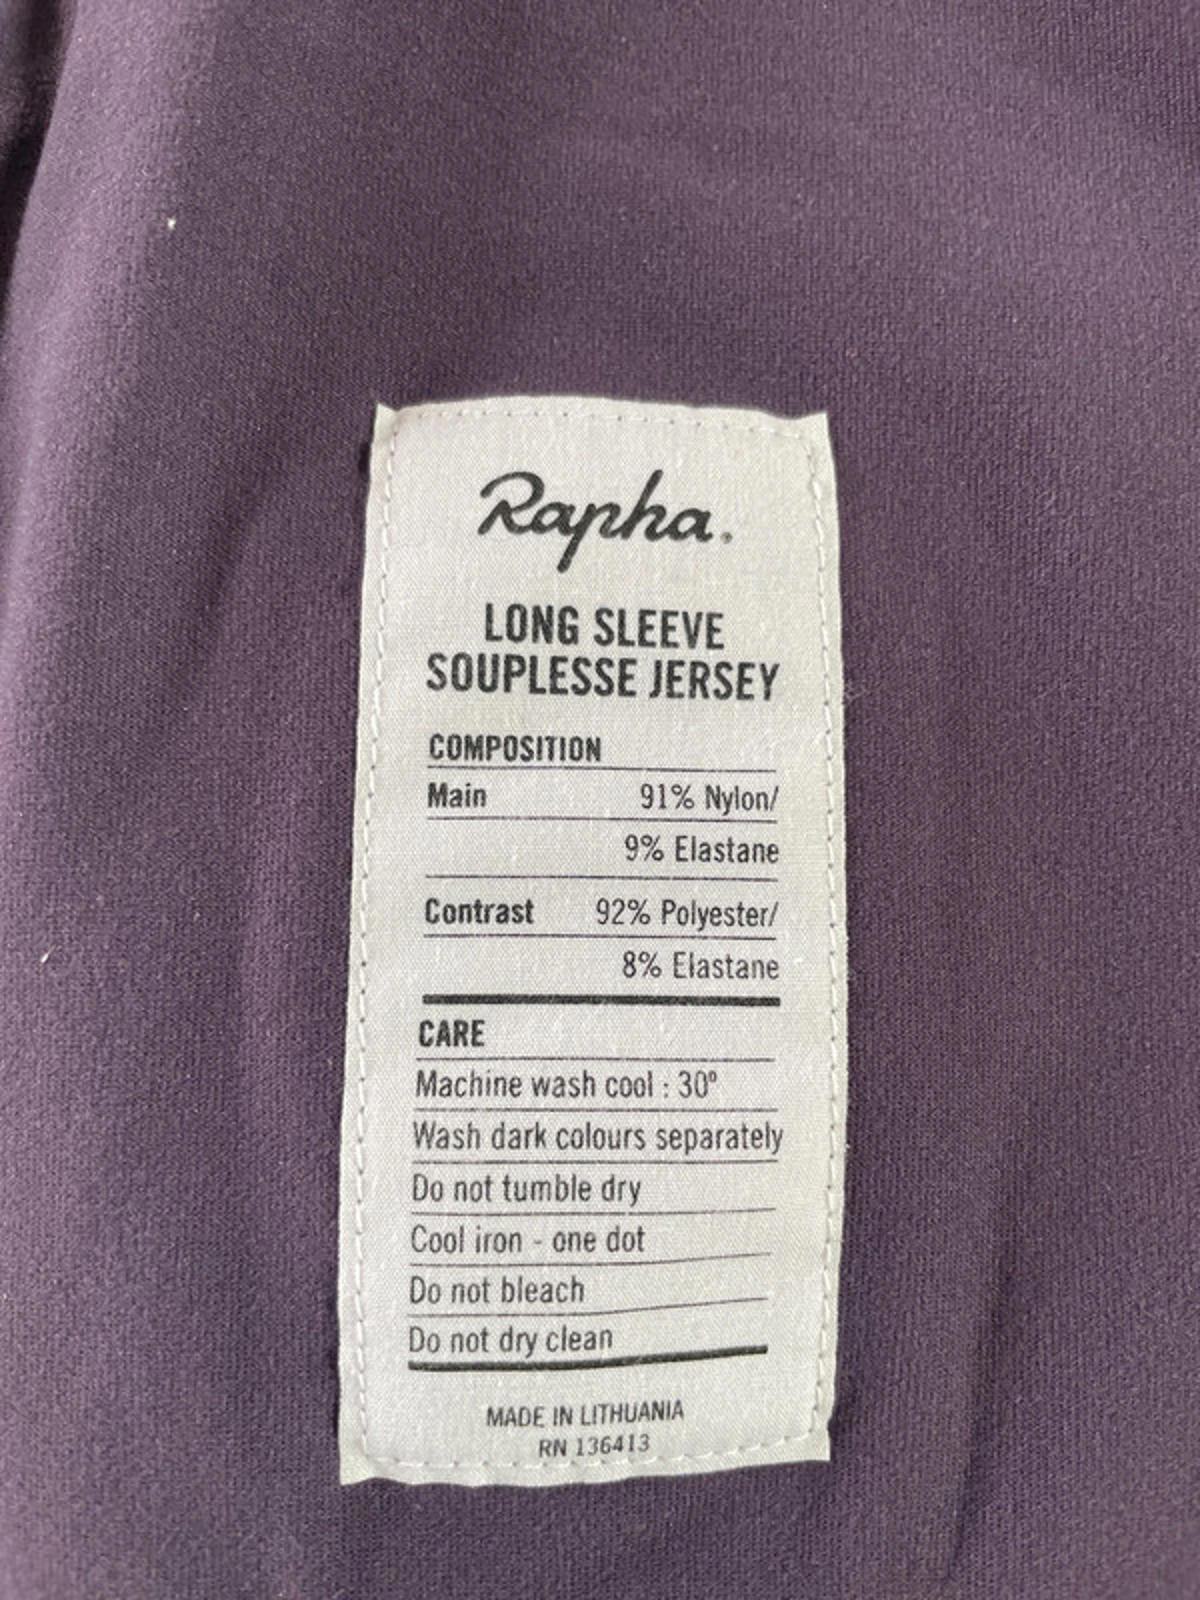 Rapha.
LONG SLEEVE
SOUPLESSE JERSEY
COMPOSITION
Main 91% Nylon/
9% Elastane
Contrast 92% Polyester/
8% Elastane
CARE
Machine wash cool : 30º
Wash dark colours separately
Do not tumble dry
Cool iron - one dot
Do not bleach
Do not dry clean
MADE IN LITHUANIA
RN 136413